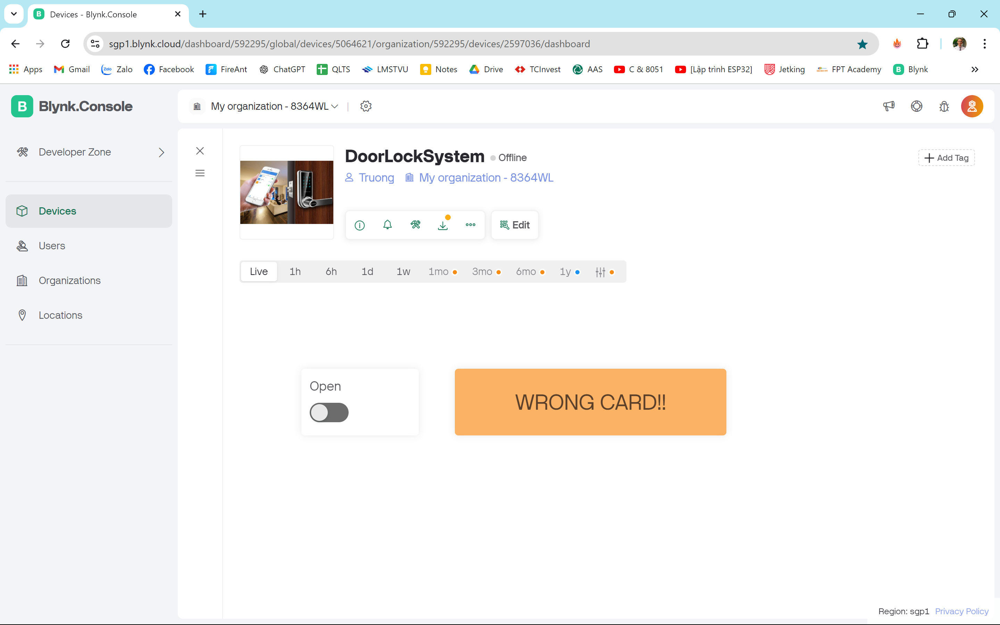 Devices - Blynk.Console
sgp1.blynk.cloud/dashboard/592295/global/devices/5064621/organization/592295/devices/2597036/dashboard
Apps Gmail Zalo Facebook FireAnt ChatGPT QLTS LMSTVU Notes Drive TCInvest AAS C & 8051 [Lập trình ESP32] Jetking FPT Academy Blynk
B Blynk.Console
My organization - 8364WL
Developer Zone
Devices
Users
Organizations
Locations
DoorLockSystem Offline
Add Tag
Truong My organization - 8364WL
Edit
Live 1h 6h 1d 1w 1mo 3mo 6mo 1y
Open
WRONG CARD!!
Region: sgp1 Privacy Policy